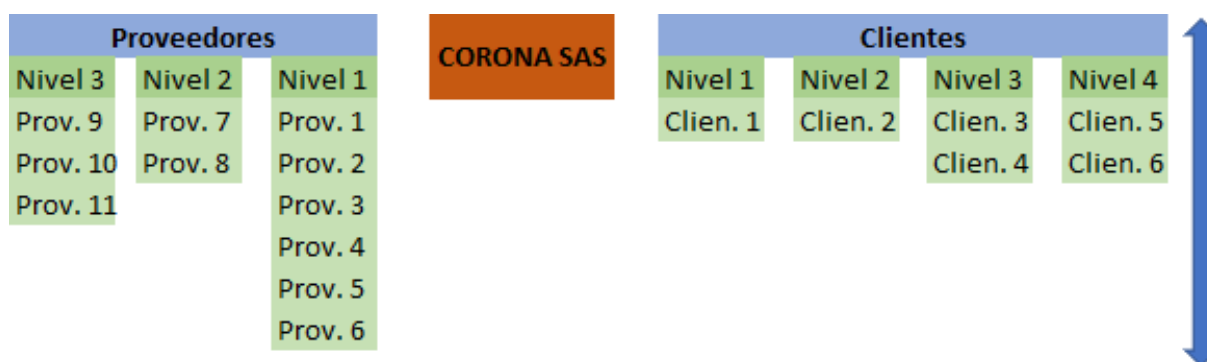 Proveedores CORONA SAS Clientes
Nivel 3 Nivel 2 Nivel 1 Nivel 1 Nivel 2 Nivel 3 Nivel 4
Prov. 9 Prov. 7 Prov. 1 Clien. 1 Clien. 2 Clien. 3 Clien. 5
Prov. 10 Prov. 8 Prov. 2 Clien. 4 Clien. 6
Prov. 11 Prov. 3
Prov. 4
Prov. 5
Prov. 6